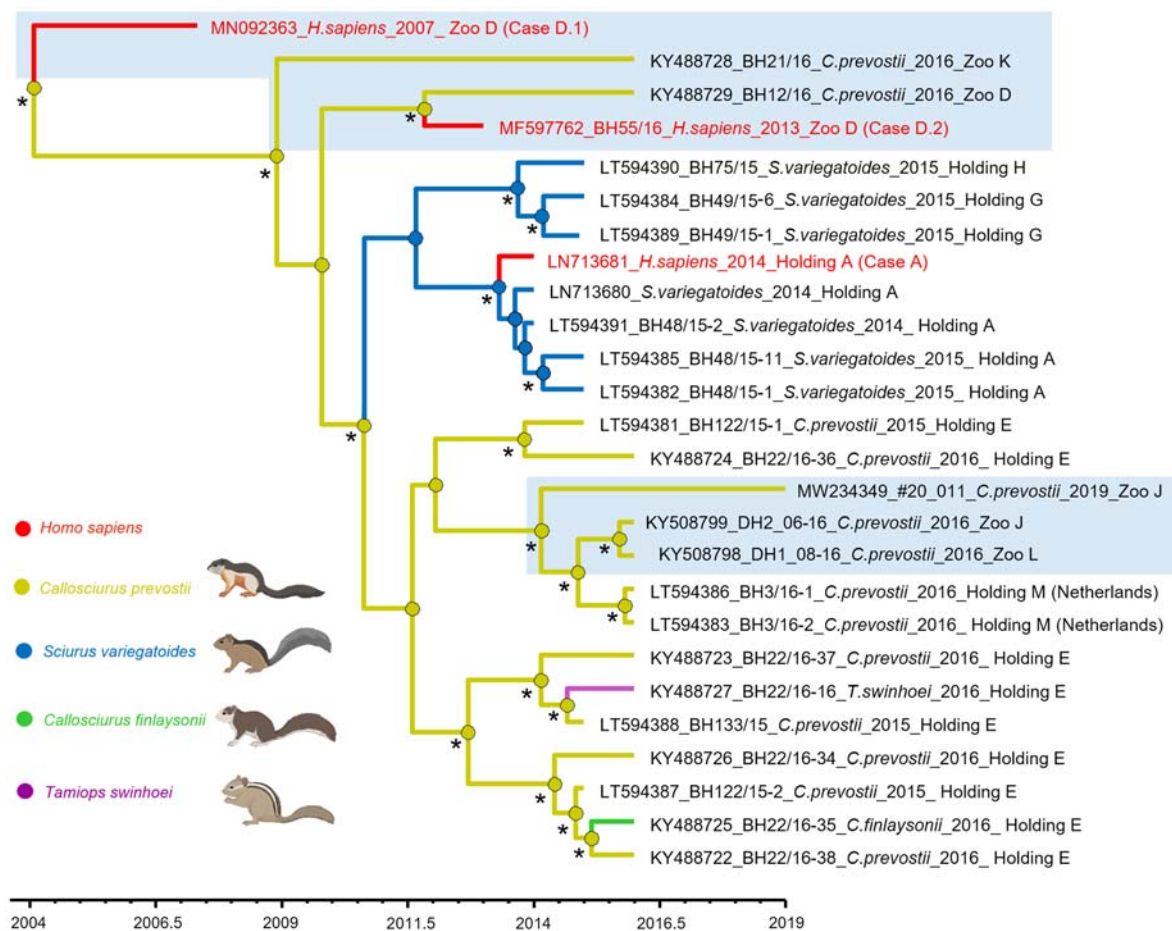 MN092363_H.sapiens_2007_ Zoo D (Case D.1)
KY488728_BH21/16_C.prevostii_2016_Zoo K
KY488729_BH12/16_C.prevostii_2016_Zoo D
MF597762_BH55/16_H.sapiens_2013_Zoo D (Case D.2)
LT594390_BH75/15_S.variegatoides_2015_Holding H
LT594384_BH49/15-6_S.variegatoides_2015_Holding G
LT594389_BH49/15-1_S.variegatoides_2015_Holding G
LN713681_H.sapiens_2014_Holding A (Case A)
LN713680_S.variegatoides_2014_Holding A
LT594391_BH48/15-2_S.variegatoides_2014_ Holding A
LT594385_BH48/15-11_S.variegatoides_2015_ Holding A
LT594382_BH48/15-1_S.variegatoides_2015_ Holding A
LT594381_BH122/15-1_C.prevostii_2015_Holding E
KY488724_BH22/16-36_C.prevostii_2016_ Holding E
MW234349_#20_011_C.prevostii_2019_Zoo J
KY508799_DH2_06-16_C.prevostii_2016_Zoo J
KY508798_DH1_08-16_C.prevostii_2016_Zoo L
LT594386_BH3/16-1_C.prevostii_2016_Holding M (Netherlands)
LT594383_BH3/16-2_C.prevostii_2016_ Holding M (Netherlands)
KY488723_BH22/16-37_C.prevostii_2016_ Holding E
KY488727_BH22/16-16_T.swinhoei_2016_Holding E
LT594388_BH133/15_C.prevostii_2015_Holding E
KY488726_BH22/16-34_C.prevostii_2016_ Holding E
LT594387_BH122/15-2_C.prevostii_2015_ Holding E
KY488725_BH22/16-35_C.finlaysonii_2016_ Holding E
KY488722_BH22/16-38_C.prevostii_2016_ Holding E
Homo sapiens
Callosciurus prevostii
Sciurus variegatoides
Callosciurus finlaysonii
Tamiops swinhoei
2004 2006.5 2009 2011.5 2014 2016.5 2019